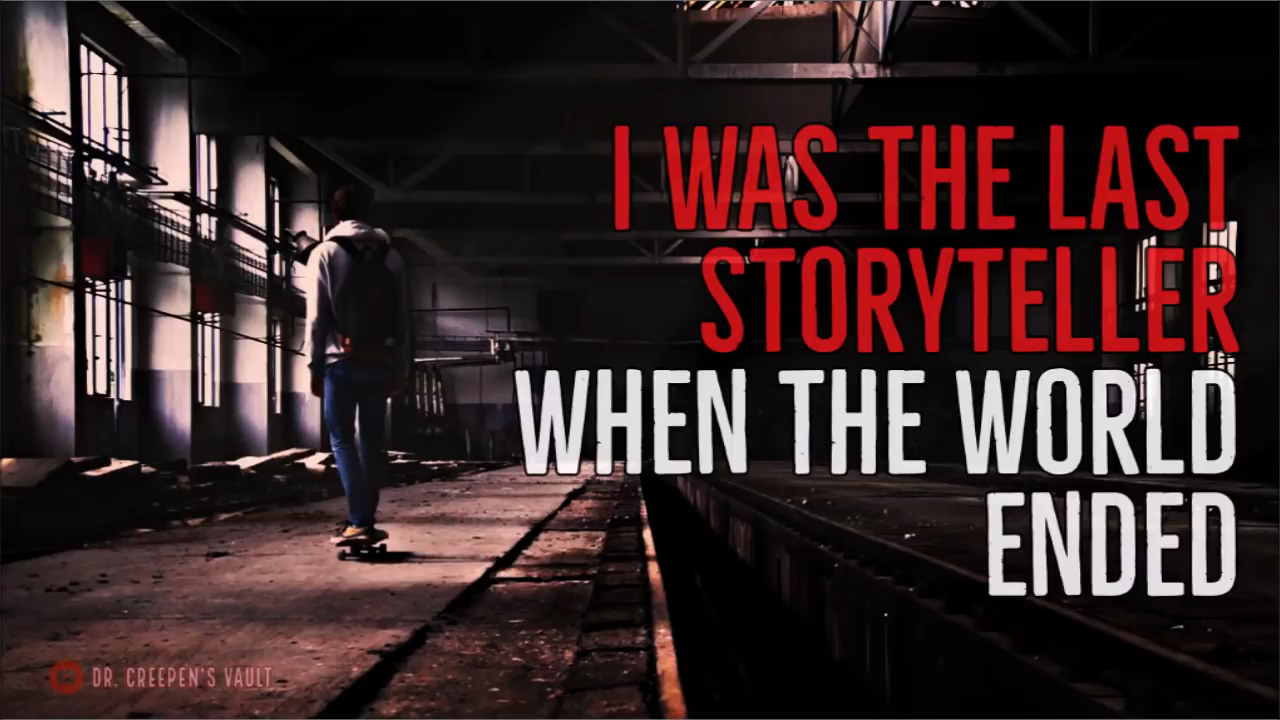 I WAS THE LAST
STORYTELLER
WHEN THE WORLD
ENDED
DR. CREEPEN'S VAULT